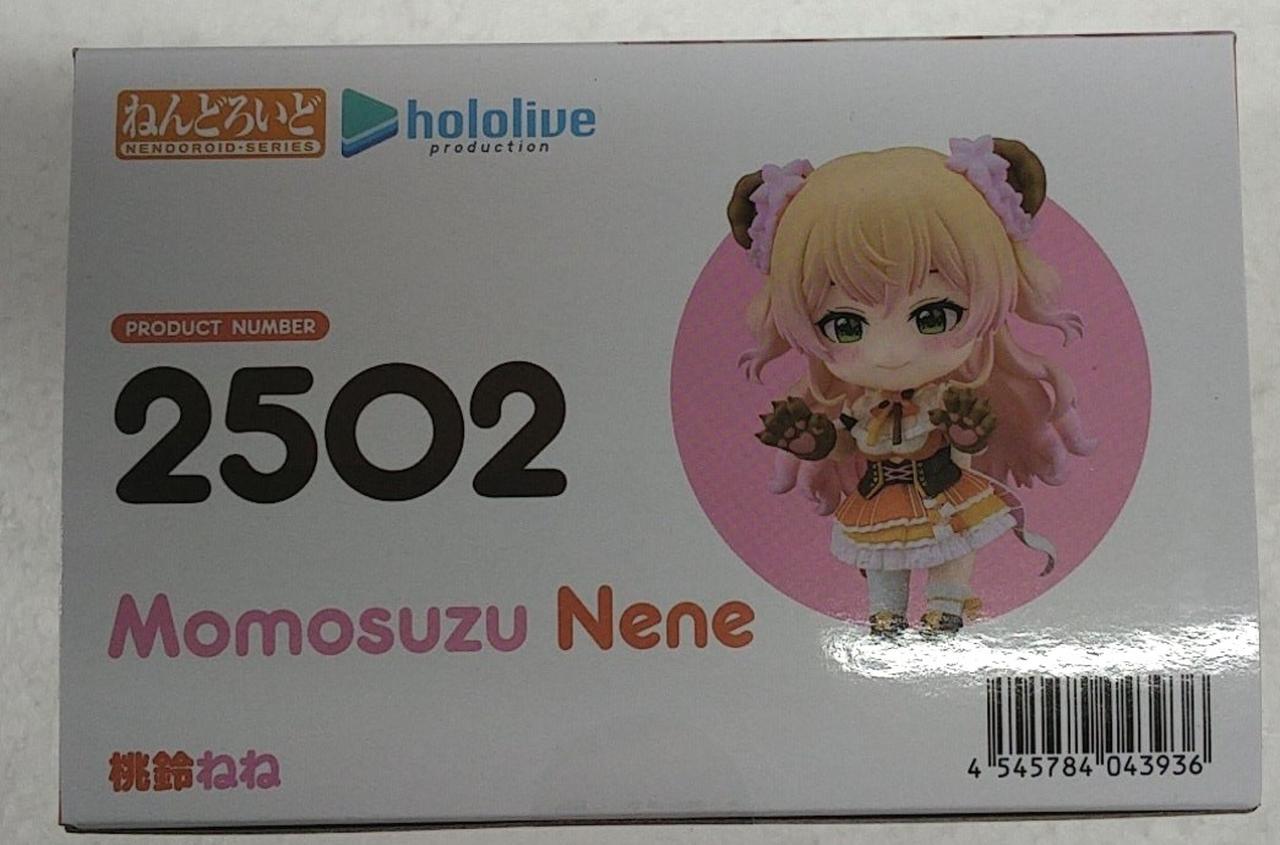 ねんどろいど
NENDOROID・SERIES
hololive
production
PRODUCT NUMBER
2502
Momosuzu Nene
桃鈴ねね
4 545784 043936